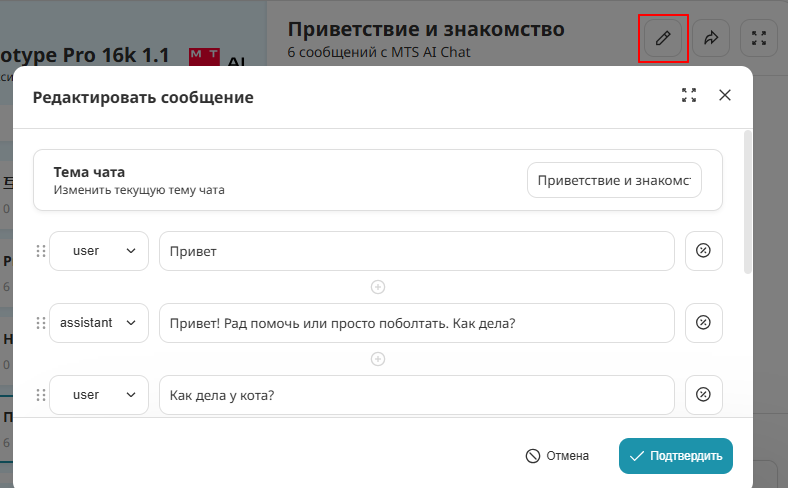 otype Pro 16k 1.1
M T
AI
Приветствие и знакомство
6 сообщений с MTS AI Chat
Редактировать сообщение
Тема чата
Изменить текущую тему чата
Приветствие и знакомст
user
Привет
assistant
Привет! Рад помочь или просто поболтать. Как дела?
user
Как дела у кота?
Отмена
Подтвердить